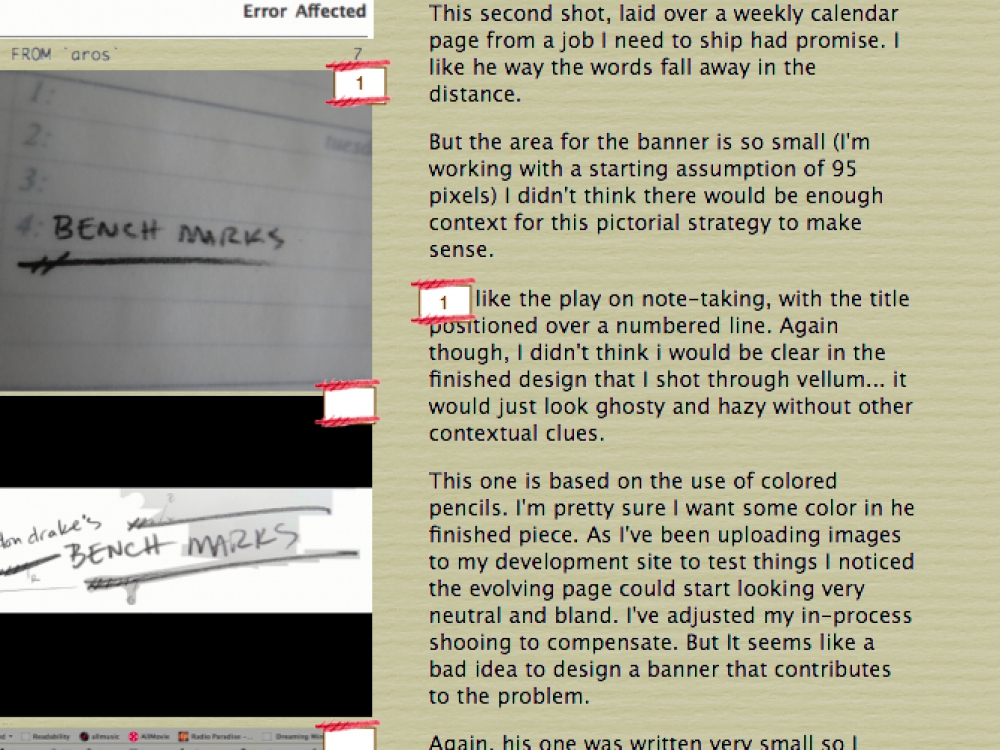 Error Affected
FROM `aros` 7
1
1:
2:
3:
4: BENCH MARKS
drake's
BENCH MARKS
Readability allmusic AllMovie Radio Paradise -... Dreaming
This second shot, laid over a weekly calendar
page from a job I need to ship had promise. I
like he way the words fall away in the
distance.
But the area for the banner is so small (I'm
working with a starting assumption of 95
pixels) I didn't think there would be enough
context for this pictorial strategy to make
sense.
1 like the play on note-taking, with the title
positioned over a numbered line. Again
though, I didn't think i would be clear in the
finished design that I shot through vellum... it
would just look ghosty and hazy without other
contextual clues.
This one is based on the use of colored
pencils. I'm pretty sure I want some color in he
finished piece. As I've been uploading images
to my development site to test things I noticed
the evolving page could start looking very
neutral and bland. I've adjusted my in-process
shooing to compensate. But It seems like a
bad idea to design a banner that contributes
to the problem.
Again, his one was written very small so I